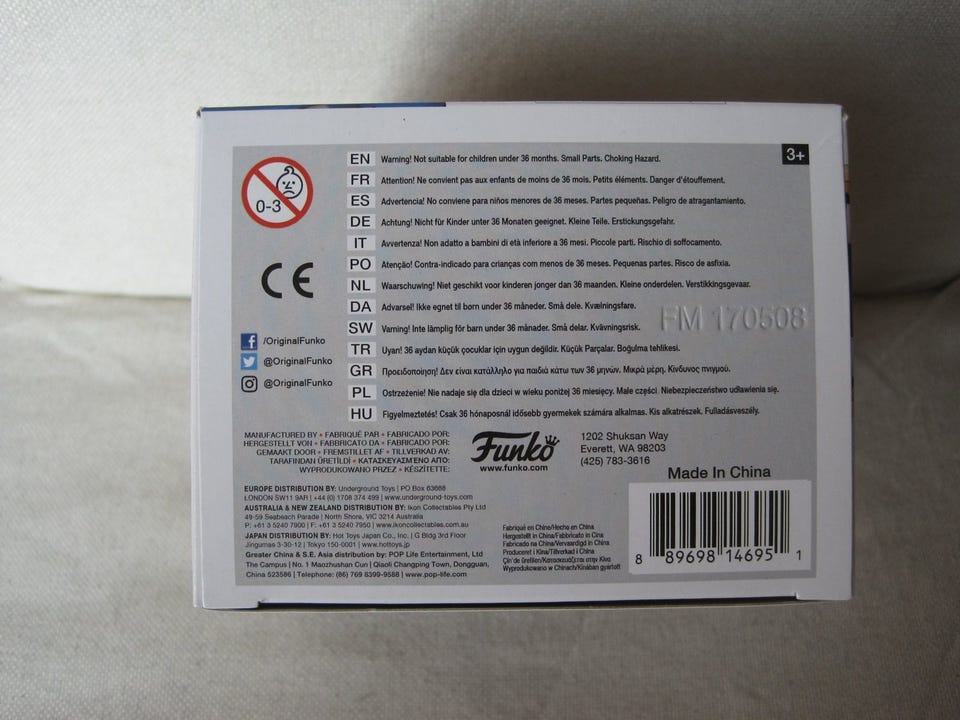 3+
0-3
EN Warning! Not suitable for children under 36 months. Small Parts. Choking Hazard.
FR Attention! Ne convient pas aux enfants de moins de 36 mois. Petits éléments. Danger d'étouffement.
ES Advertencia! No conviene para niños menores de 36 meses. Partes pequeñas. Peligro de atragantamiento.
DE Achtung! Nicht für Kinder unter 36 Monaten geeignet. Kleine Teile. Erstickungsgefahr.
IT Avvertenza! Non adatto a bambini di età inferiore a 36 mesi. Piccole parti. Rischio di soffocamento.
PO Atenção! Contra-indicado para crianças com menos de 36 meses. Pequenas partes. Risco de asfixia.
NL Waarschuwing! Niet geschikt voor kinderen jonger dan 36 maanden. Kleine onderdelen. Verstikkingsgevaar.
DA Advarsel! Ikke egnet til børn under 36 måneder. Små dele. Kvælningsfare.
SW Varning! Inte lämplig för barn under 36 månader. Små delar. Kvävningsrisk.
TR Uyarı! 36 aydan küçük çocuklar için uygun değildir. Küçük Parçalar. Boğulma tehlikesi.
GR Προειδοποίηση! Δεν είναι κατάλληλο για παιδιά κάτω των 36 μηνών. Μικρά μέρη. Κίνδυνος πνιγμού.
PL Ostrzeżenie! Nie nadaje się dla dzieci w wieku poniżej 36 miesięcy. Małe części. Niebezpieczeństwo udławienia się.
HU Figyelmeztetés! Csak 36 hónaposnál idősebb gyermekek számára alkalmas. Kis alkatrészek. Fulladásveszély.
FM 170508
CE
/OriginalFunko
@OriginalFunko
@OriginalFunko
MANUFACTURED BY • FABRIQUÉ PAR • FABRICADO POR:
HERGESTELLT VON • FABBRICATO DA • FABRICADO POR:
GEMAAKT DOOR • FREMSTILLET AF • TILLVERKAD AV:
TARAFINDAN ÜRETİLDİ • ΚΑΤΑΣΚΕΥΑΣΜΈΝΟ ΑΠΌ:
WYPRODUKOWANO PRZEZ • KÉSZÍTETTE:
Funko
www.funko.com
1202 Shuksan Way
Everett, WA 98203
(425) 783-3616
EUROPE DISTRIBUTION BY: Underground Toys | PO Box 63668
LONDON SW11 9AR | +44 (0) 1708 374 499 | www.underground-toys.com
AUSTRALIA & NEW ZEALAND DISTRIBUTION BY: Ikon Collectables Pty Ltd
49-59 Seabeach Parade | North Shore, VIC 3214 Australia
P: +61 3 5240 7900 | F: +61 3 5240 7950 | www.ikoncollectables.com.au
JAPAN DISTRIBUTION BY: Hot Toys Japan Co., Inc. | G Bldg 3rd Floor
Jingumae 3-30-12 | Tokyo 150-0001 | www.hottoys.jp
Greater China & S.E. Asia distribution by: POP Life Entertainment, Ltd
The Campus | No. 1 Maozhushan Cun | Qiaoli Changping Town, Dongguan,
China 523586 | Telephone: (86) 769 8399-9588 | www.pop-life.com
Fabriqué en Chine/Hecho en China
Hergestellt in China/Fabbricato in Cina
Fabricado na China/Vervaardigd in China
Produceret i Kina/Tillverkad i China
Çin'de üretilen/Κατασκευάζεται στην Κίνα
Wyprodukowano w Chinach/Kínában gyártott
Made In China
8 89698 14695 1